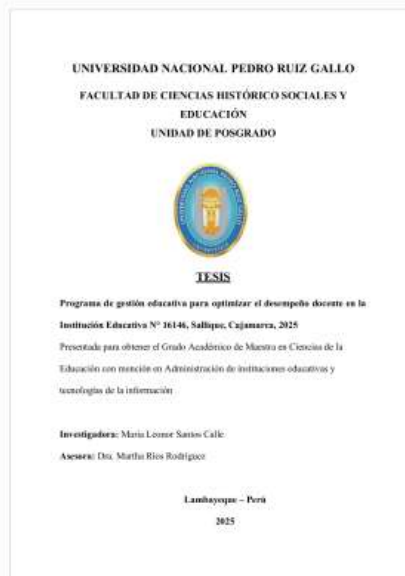 UNIVERSIDAD NACIONAL PEDRO RUIZ GALLO
FACULTAD DE CIENCIAS HISTÓRICO SOCIALES Y
EDUCACIÓN
UNIDAD DE POSGRADO
TESIS
Programa de gestión educativa para optimizar el desempeño docente en la
Institución Educativa N° 16146, Sallique, Cajamarca, 2025
Presentada para obtener el Grado Académico de Maestra en Ciencias de la
Educación con mención en Administración de instituciones educativas y
tecnologías de la información
Investigadora: Maria Leonor Santos Calle
Asesora: Dra. Martha Ríos Rodríguez
Lambayeque – Perú
2025